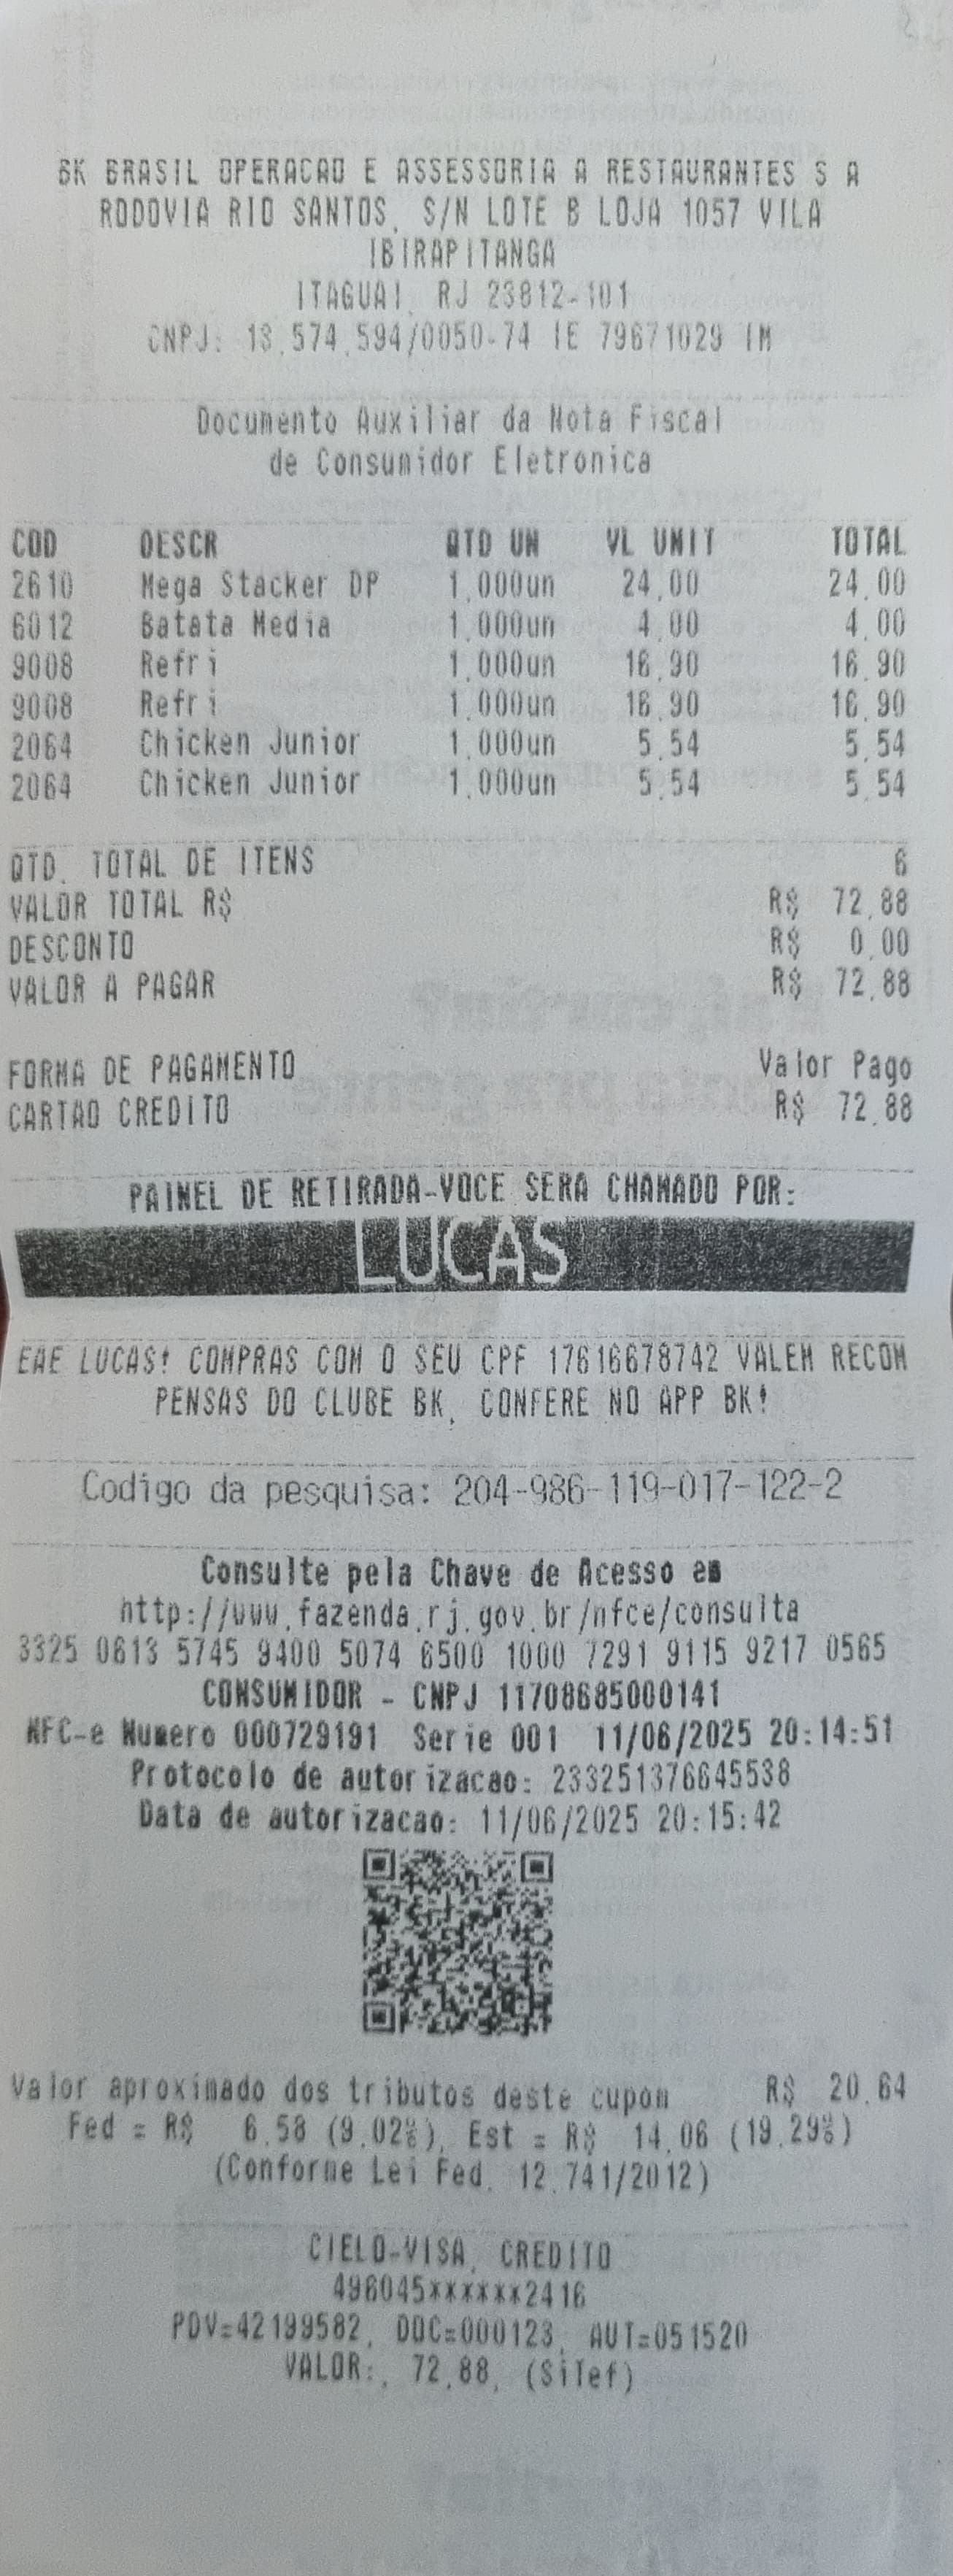 BK BRASIL OPERACAO E ASSESSORIA A RESTAURANTES S A
RODOVIA RIO SANTOS, S/N LOTE B LOJA 1057 VILA
IBIRAPITANGA
ITAGUAI, RJ 23812-101
CNPJ: 13.574.594/0050-74 IE 79671029 IM
Documento Auxiliar da Nota Fiscal
de Consumidor Eletronica
COD DESCR QTD UN VL UNIT TOTAL
2610 Mega Stacker DP 1.000un 24,00 24,00
6012 Batata Media 1.000un 4,00 4,00
9008 Refri 1.000un 16,90 16,90
9008 Refri 1.000un 16,90 16,90
2064 Chicken Junior 1.000un 5,54 5,54
2064 Chicken Junior 1.000un 5,54 5,54
QTD. TOTAL DE ITENS 6
VALOR TOTAL R$ R$ 72,88
DESCONTO R$ 0,00
VALOR A PAGAR R$ 72,88
FORMA DE PAGAMENTO Valor Pago
CARTAO CREDITO R$ 72,88
PAINEL DE RETIRADA-VOCE SERA CHAMADO POR:
LUCAS
EAE LUCAS! COMPRAS COM O SEU CPF 17616678742 VALEM RECOM
PENSAS DO CLUBE BK, CONFERE NO APP BK!
Codigo da pesquisa: 204-986-119-017-122-2
Consulte pela Chave de Acesso em
http://www.fazenda.rj.gov.br/nfce/consulta
3325 0613 5745 9400 5074 6500 1000 7291 9115 9217 0565
CONSUMIDOR - CNPJ 11708685000141
NFC-e Numero 000729191 Serie 001 11/06/2025 20:14:51
Protocolo de autorizacao: 233251376645538
Data de autorizacao: 11/06/2025 20:15:42
Valor aproximado dos tributos deste cupom R$ 20,64
Fed = R$ 6,58 (9,02%), Est = R$ 14,06 (19,29%)
(Conforme Lei Fed. 12.741/2012)
CIELO-VISA, CREDITO
496045******2416
PDV=42199582, DOC=000123, AUT=051520
VALOR:, 72,88, (SiTef)